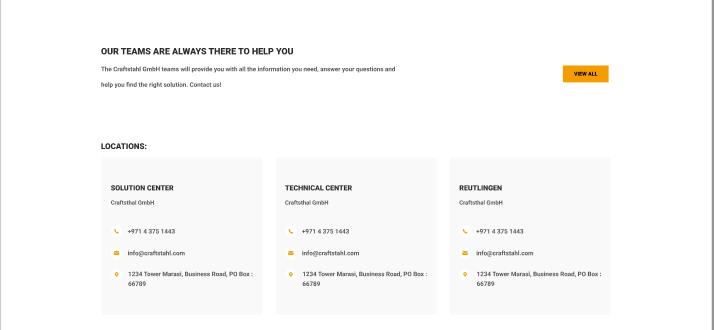 OUR TEAMS ARE ALWAYS THERE TO HELP YOU
The Craftstahl GmbH teams will provide you with all the information you need, answer your questions and
help you find the right solution. Contact us!
VIEW ALL
LOCATIONS:
SOLUTION CENTER
Craftsthal GmbH
+971 4 375 1443
info@craftstahl.com
1234 Tower Marasi, Business Road, PO Box :
66789
TECHNICAL CENTER
Craftsthal GmbH
+971 4 375 1443
info@craftstahl.com
1234 Tower Marasi, Business Road, PO Box :
66789
REUTLINGEN
Craftsthal GmbH
+971 4 375 1443
info@craftstahl.com
1234 Tower Marasi, Business Road, PO Box :
66789